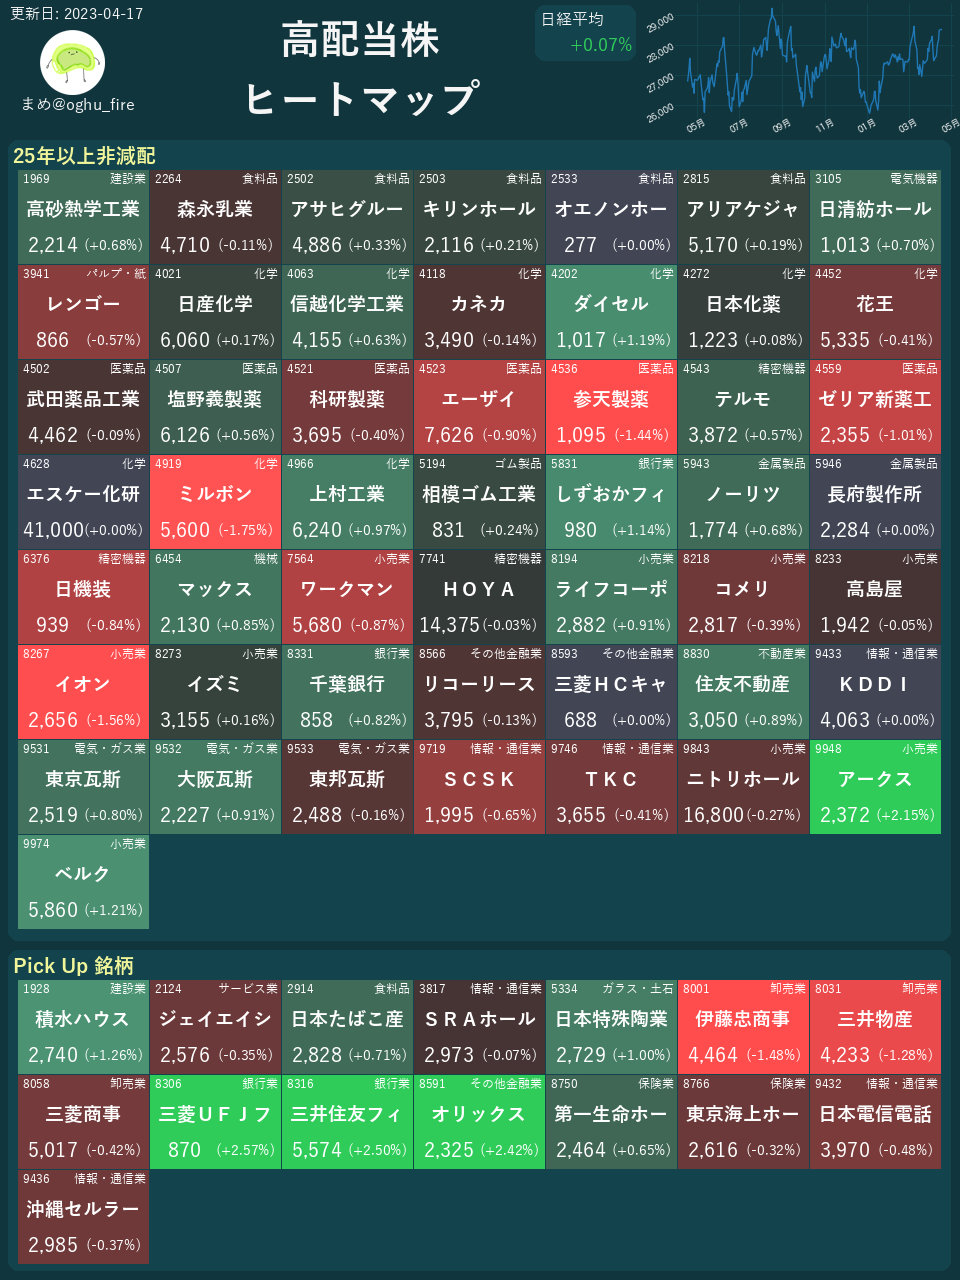 更新日: 2023-04-17
まめ@oghu_fire
高配当株
ヒートマップ
日経平均
+0.07%
29,000
28,000
27,000
26,000
05月 07月 09月 11月 01月 03月 05月
25年以上非減配
1969 建設業 2264 食料品 2502 食料品 2503 食料品 2533 食料品 2815 食料品 3105 電気機器
高砂熱学工業 森永乳業 アサヒグルー キリンホール オエノンホー アリアケジャ 日清紡ホール
2,214 (+0.68%) 4,710 (-0.11%) 4,886 (+0.33%) 2,116 (+0.21%) 277 (+0.00%) 5,170 (+0.19%) 1,013 (+0.70%)
3941 パルプ・紙 4021 化学 4063 化学 4118 化学 4202 化学 4272 化学 4452 化学
レンゴー 日産化学 信越化学工業 カネカ ダイセル 日本化薬 花王
866 (-0.57%) 6,060 (+0.17%) 4,155 (+0.63%) 3,490 (-0.14%) 1,017 (+1.19%) 1,223 (+0.08%) 5,335 (-0.41%)
4502 医薬品 4507 医薬品 4521 医薬品 4523 医薬品 4536 医薬品 4543 精密機器 4559 医薬品
武田薬品工業 塩野義製薬 科研製薬 エーザイ 参天製薬 テルモ ゼリア新薬工
4,462 (-0.09%) 6,126 (+0.56%) 3,695 (-0.40%) 7,626 (-0.90%) 1,095 (-1.44%) 3,872 (+0.57%) 2,355 (-1.01%)
4628 化学 4919 化学 4966 化学 5194 ゴム製品 5831 銀行業 5943 金属製品 5946 金属製品
エスケー化研 ミルボン 上村工業 相模ゴム工業 しずおかフィ ノーリツ 長府製作所
41,000(+0.00%) 5,600 (-1.75%) 6,240 (+0.97%) 831 (+0.24%) 980 (+1.14%) 1,774 (+0.68%) 2,284 (+0.00%)
6376 精密機器 6454 機械 7564 小売業 7741 精密機器 8194 小売業 8218 小売業 8233 小売業
日機装 マックス ワークマン ＨＯＹＡ ライフコーポ コメリ 高島屋
939 (-0.84%) 2,130 (+0.85%) 5,680 (-0.87%) 14,375(-0.03%) 2,882 (+0.91%) 2,817 (-0.39%) 1,942 (-0.05%)
8267 小売業 8273 小売業 8331 銀行業 8566 その他金融業 8593 その他金融業 8830 不動産業 9433 情報・通信業
イオン イズミ 千葉銀行 リコーリース 三菱ＨＣキャ 住友不動産 ＫＤＤＩ
2,656 (-1.56%) 3,155 (+0.16%) 858 (+0.82%) 3,795 (-0.13%) 688 (+0.00%) 3,050 (+0.89%) 4,063 (+0.00%)
9531 電気・ガス業 9532 電気・ガス業 9533 電気・ガス業 9719 情報・通信業 9746 情報・通信業 9843 小売業 9948 小売業
東京瓦斯 大阪瓦斯 東邦瓦斯 ＳＣＳＫ ＴＫＣ ニトリホール アークス
2,519 (+0.80%) 2,227 (+0.91%) 2,488 (-0.16%) 1,995 (-0.65%) 3,655 (-0.41%) 16,800(-0.27%) 2,372 (+2.15%)
9974 小売業
ベルク
5,860 (+1.21%)
Pick Up 銘柄
1928 建設業 2124 サービス業 2914 食料品 3817 情報・通信業 5334 ガラス・土石 8001 卸売業 8031 卸売業
積水ハウス ジェイエイシ 日本たばこ産 ＳＲＡホール 日本特殊陶業 伊藤忠商事 三井物産
2,740 (+1.26%) 2,576 (-0.35%) 2,828 (+0.71%) 2,973 (-0.07%) 2,729 (+1.00%) 4,464 (-1.48%) 4,233 (-1.28%)
8058 卸売業 8306 銀行業 8316 銀行業 8591 その他金融業 8750 保険業 8766 保険業 9432 情報・通信業
三菱商事 三菱ＵＦＪフ 三井住友フィ オリックス 第一生命ホー 東京海上ホー 日本電信電話
5,017 (-0.42%) 870 (+2.57%) 5,574 (+2.50%) 2,325 (+2.42%) 2,464 (+0.65%) 2,616 (-0.32%) 3,970 (-0.48%)
9436 情報・通信業
沖縄セルラー
2,985 (-0.37%)